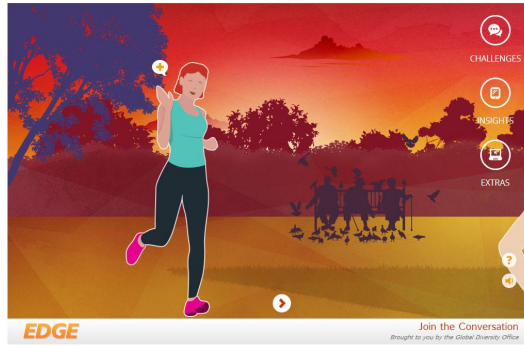 CHALLENGES
INSIGHTS
EXTRAS
?
EDGE
Join the Conversation
Brought to you by the Global Diversity Office